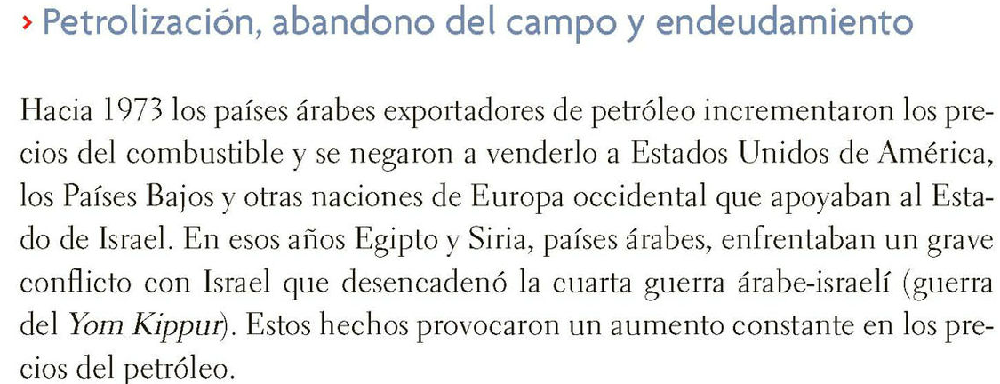 › Petrolización, abandono del campo y endeudamiento
Hacia 1973 los países árabes exportadores de petróleo incrementaron los pre-
cios del combustible y se negaron a venderlo a Estados Unidos de América,
los Países Bajos y otras naciones de Europa occidental que apoyaban al Esta-
do de Israel. En esos años Egipto y Siria, países árabes, enfrentaban un grave
conflicto con Israel que desencadenó la cuarta guerra árabe-israelí (guerra
del Yom Kippur). Estos hechos provocaron un aumento constante en los pre-
cios del petróleo.